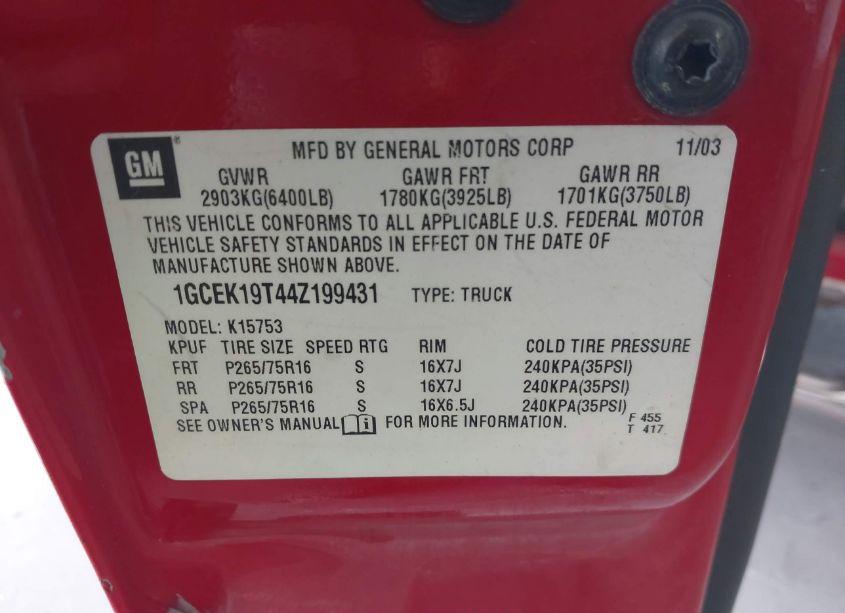 GM® MFD BY GENERAL MOTORS CORP 11/03
GVWR GAWR FRT GAWR RR
2903KG(6400LB) 1780KG(3925LB) 1701KG(3750LB)
THIS VEHICLE CONFORMS TO ALL APPLICABLE U.S. FEDERAL MOTOR
VEHICLE SAFETY STANDARDS IN EFFECT ON THE DATE OF
MANUFACTURE SHOWN ABOVE.
1GCEK19T44Z199431 TYPE: TRUCK
MODEL: K15753
KPUF TIRE SIZE SPEED RTG RIM COLD TIRE PRESSURE
FRT P265/75R16 S 16X7J 240KPA(35PSI)
RR P265/75R16 S 16X7J 240KPA(35PSI)
SPA P265/75R16 S 16X6.5J 240KPA(35PSI)
SEE OWNER'S MANUAL i FOR MORE INFORMATION.
F 455
T 417